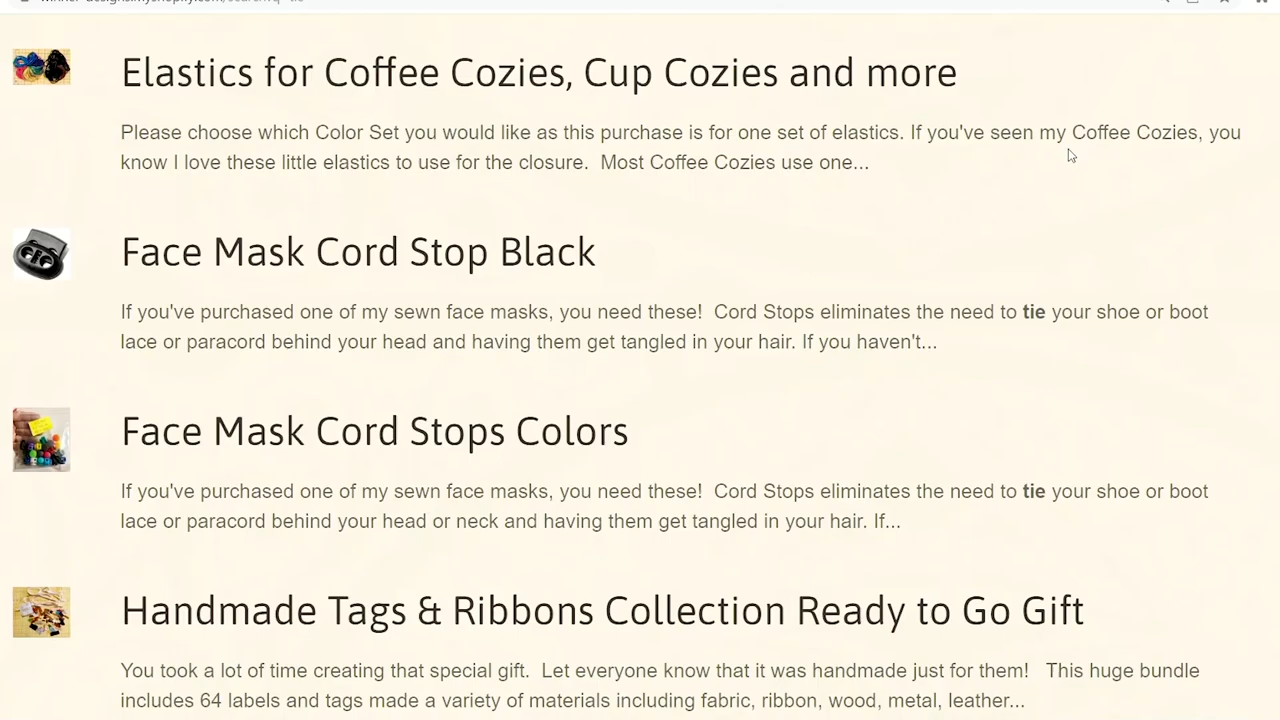 Elastics for Coffee Cozies, Cup Cozies and more
Please choose which Color Set you would like as this purchase is for one set of elastics. If you've seen my Coffee Cozies, you
know I love these little elastics to use for the closure.  Most Coffee Cozies use one...
Face Mask Cord Stop Black
If you've purchased one of my sewn face masks, you need these!  Cord Stops eliminates the need to tie your shoe or boot
lace or paracord behind your head and having them get tangled in your hair. If you haven't...
Face Mask Cord Stops Colors
If you've purchased one of my sewn face masks, you need these!  Cord Stops eliminates the need to tie your shoe or boot
lace or paracord behind your head or neck and having them get tangled in your hair. If...
Handmade Tags & Ribbons Collection Ready to Go Gift
You took a lot of time creating that special gift.  Let everyone know that it was handmade just for them!   This huge bundle
includes 64 labels and tags made a variety of materials including fabric, ribbon, wood, metal, leather...